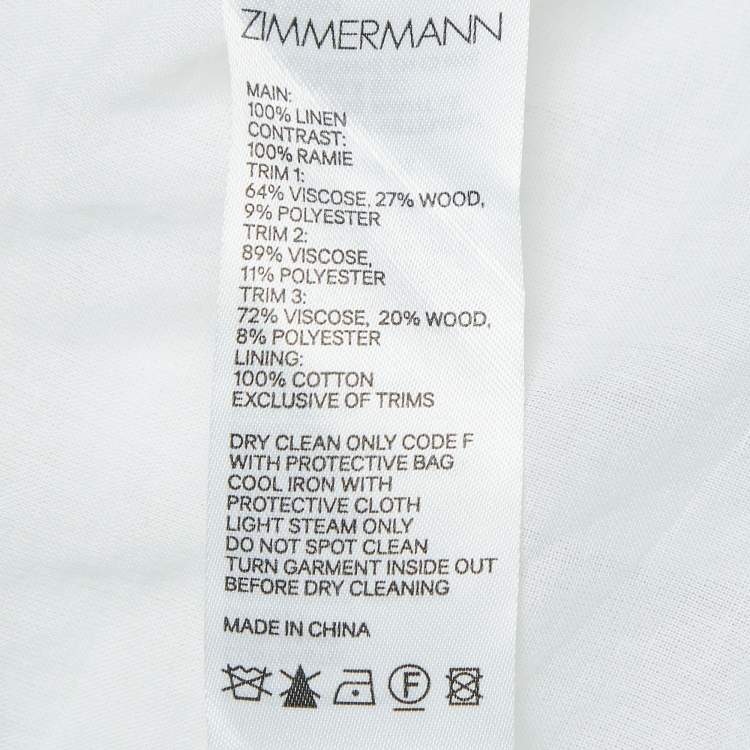 ZIMMERMANN
MAIN:
100% LINEN
CONTRAST:
100% RAMIE
TRIM 1:
64% VISCOSE, 27% WOOD,
9% POLYESTER
TRIM 2:
89% VISCOSE,
11% POLYESTER
TRIM 3:
72% VISCOSE, 20% WOOD,
8% POLYESTER
LINING:
100% COTTON
EXCLUSIVE OF TRIMS
DRY CLEAN ONLY CODE F
WITH PROTECTIVE BAG
COOL IRON WITH
PROTECTIVE CLOTH
LIGHT STEAM ONLY
DO NOT SPOT CLEAN
TURN GARMENT INSIDE OUT
BEFORE DRY CLEANING
MADE IN CHINA
F